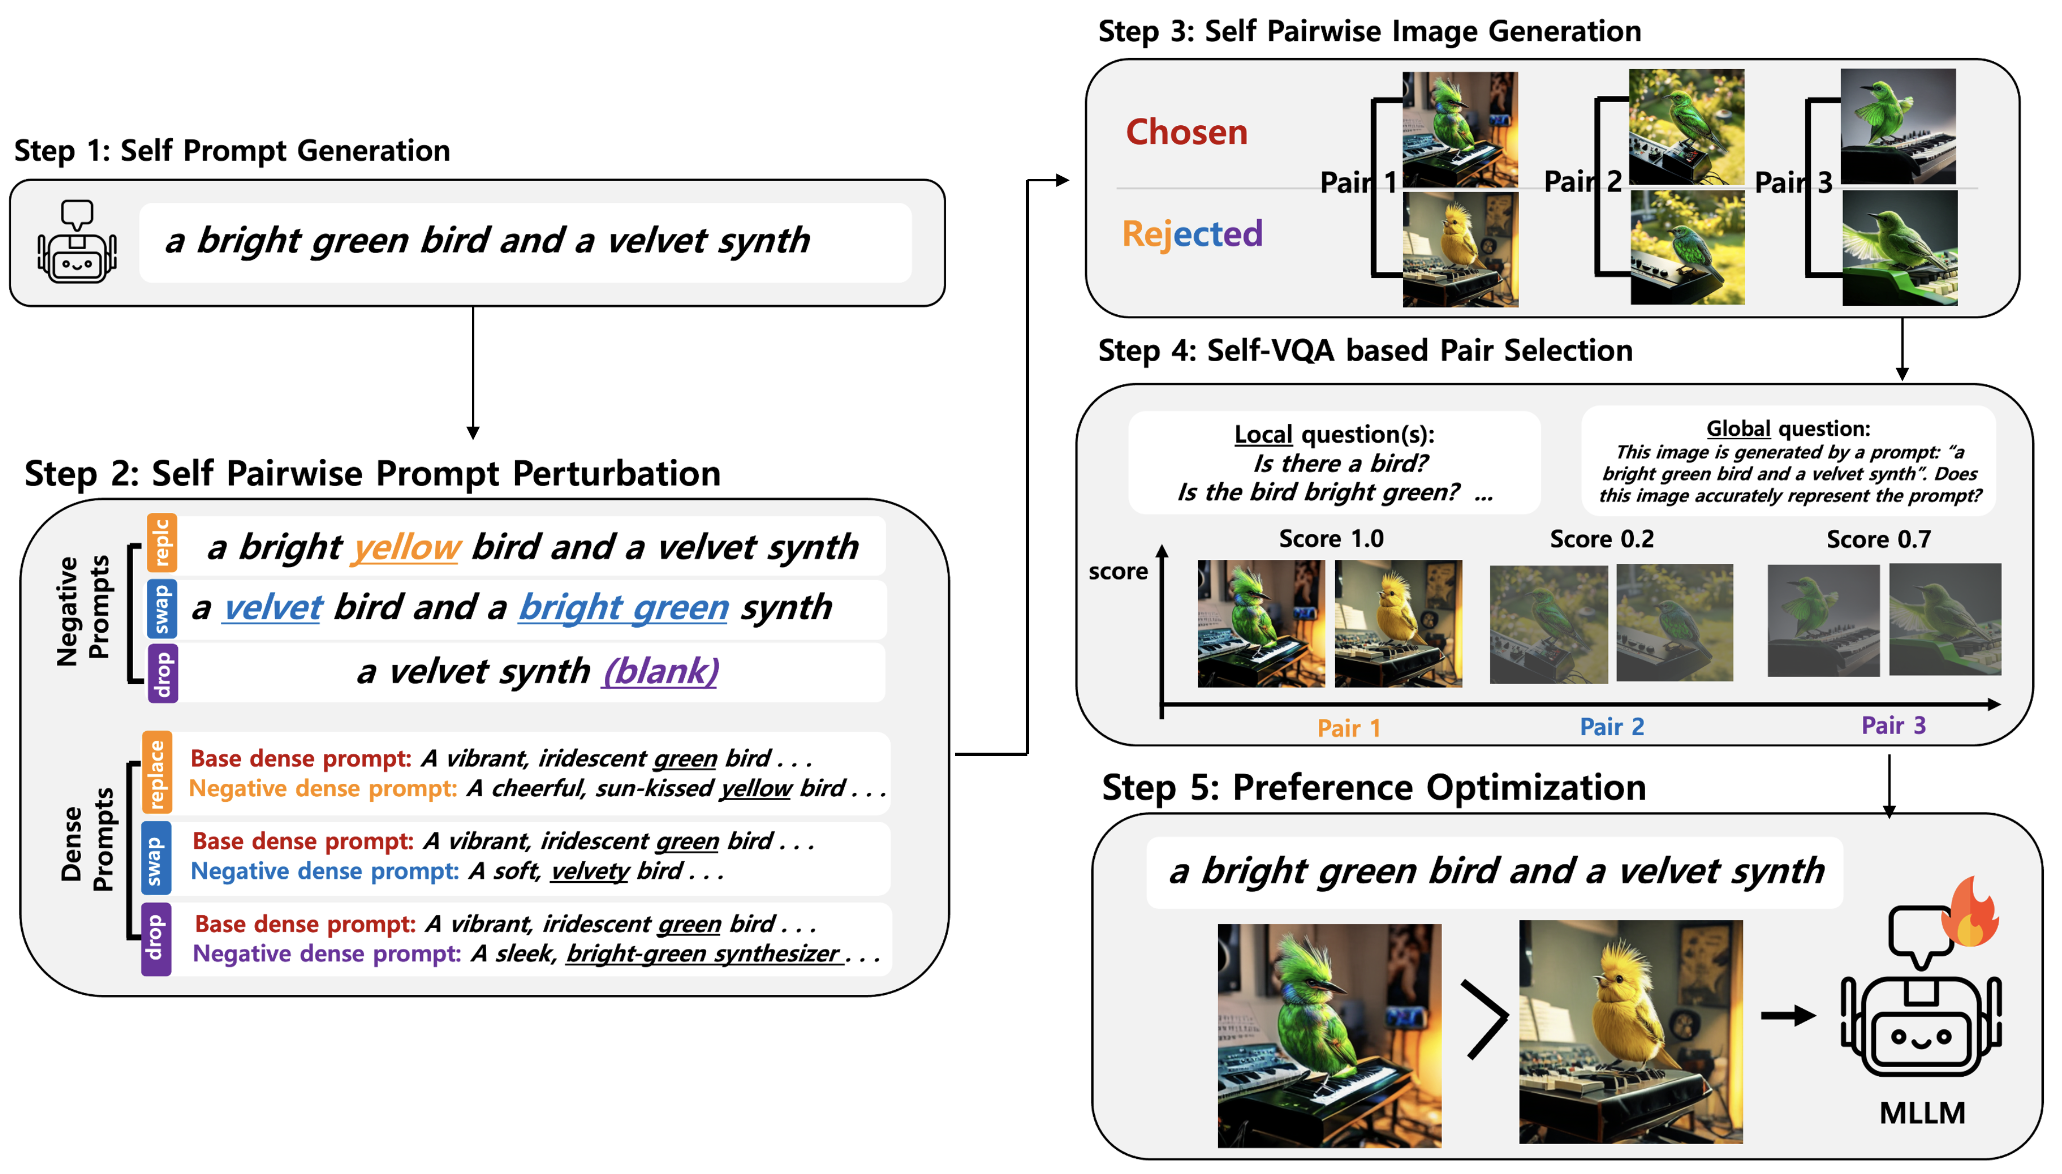 Step 1: Self Prompt Generation
a bright green bird and a velvet synth
Step 2: Self Pairwise Prompt Perturbation
Negative
Prompts
replc
a bright yellow bird and a velvet synth
swap
a velvet bird and a bright green synth
drop
a velvet synth (blank)
Dense
Prompts
replace
Base dense prompt: A vibrant, iridescent green bird . . .
Negative dense prompt: A cheerful, sun-kissed yellow bird . . .
swap
Base dense prompt: A vibrant, iridescent green bird . . .
Negative dense prompt: A soft, velvety bird . . .
drop
Base dense prompt: A vibrant, iridescent green bird . . .
Negative dense prompt: A sleek, bright-green synthesizer . . .
Step 3: Self Pairwise Image Generation
Chosen
Rejected
Pair 1
Pair 2
Pair 3
Step 4: Self-VQA based Pair Selection
Local question(s):
Is there a bird?
Is the bird bright green? ...
Global question:
This image is generated by a prompt: “a
bright green bird and a velvet synth”. Does
this image accurately represent the prompt?
score
Score 1.0
Score 0.2
Score 0.7
Pair 1
Pair 2
Pair 3
Step 5: Preference Optimization
a bright green bird and a velvet synth
MLLM